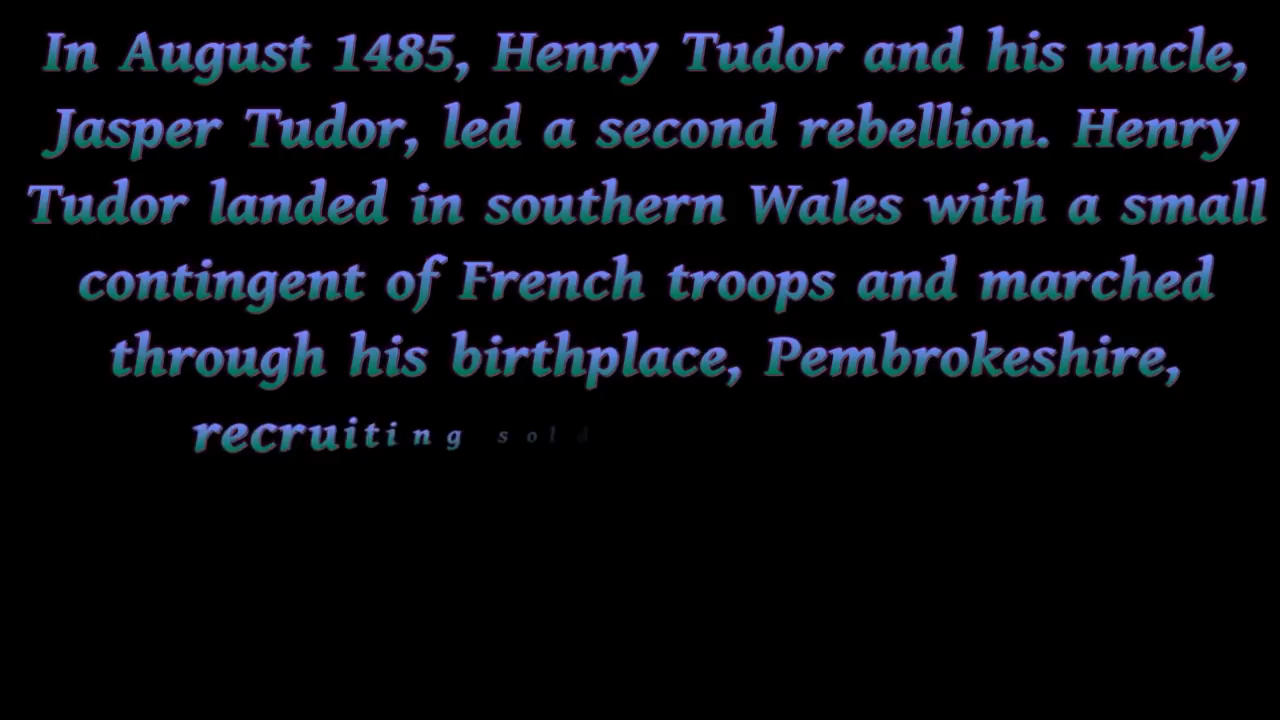 In August 1485, Henry Tudor and his uncle,
Jasper Tudor, led a second rebellion. Henry
Tudor landed in southern Wales with a small
contingent of French troops and marched
through his birthplace, Pembrokeshire,
recruiting sold